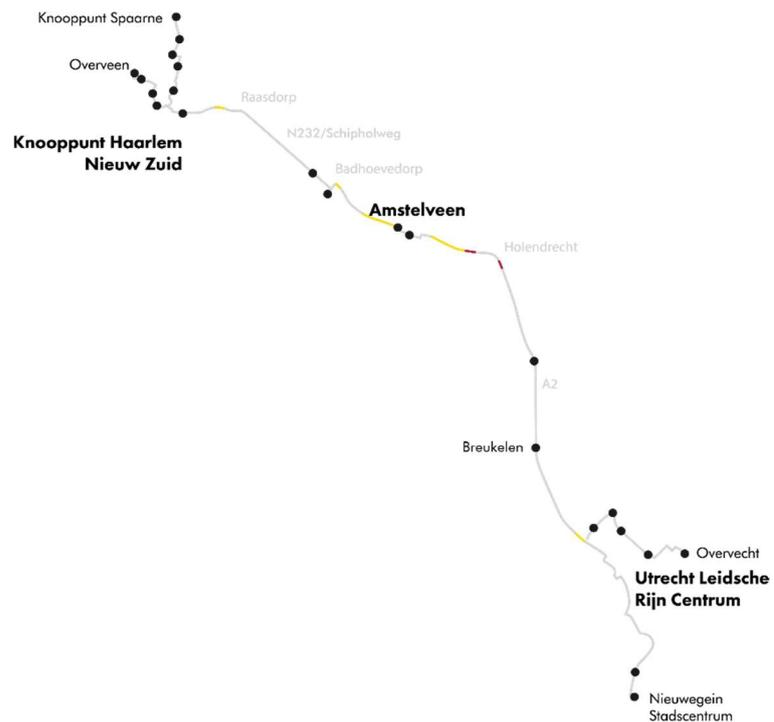 Knooppunt Spaarne
Overveen
Raasdorp
Knooppunt Haarlem
Nieuw Zuid
N232/Schipholweg
Badhoevedorp
Amstelveen
Holendrecht
A2
Breukelen
Overvecht
Utrecht Leidsche
Rijn Centrum
Nieuwegein
Stadscentrum